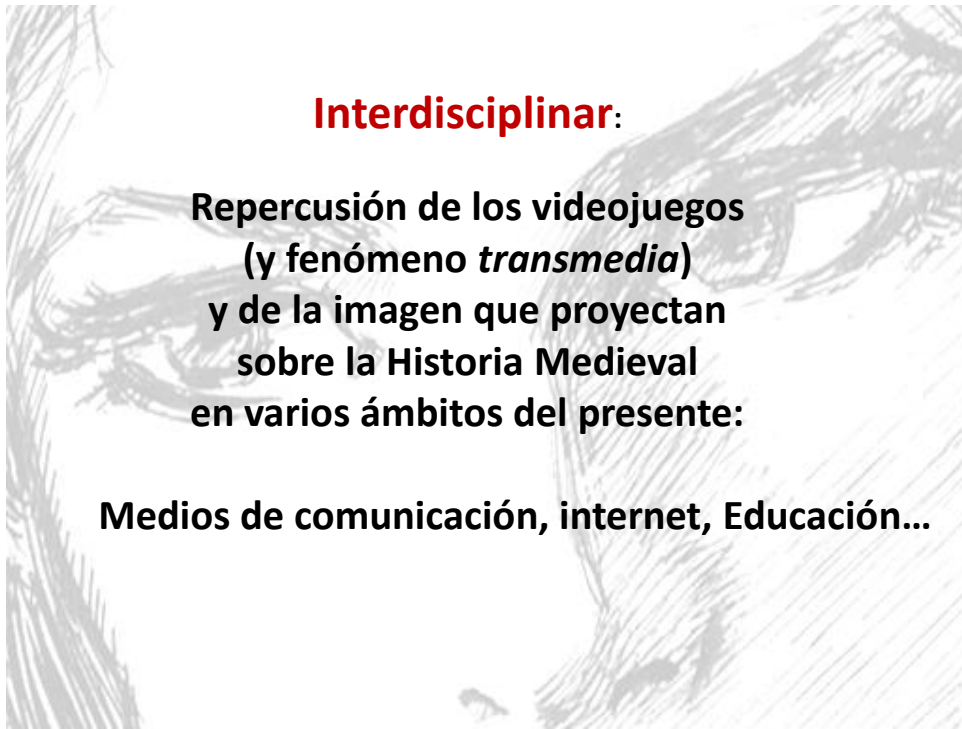 Interdisciplinar:
Repercusión de los videojuegos
(y fenómeno transmedia)
y de la imagen que proyectan
sobre la Historia Medieval
en varios ámbitos del presente:
Medios de comunicación, internet, Educación…